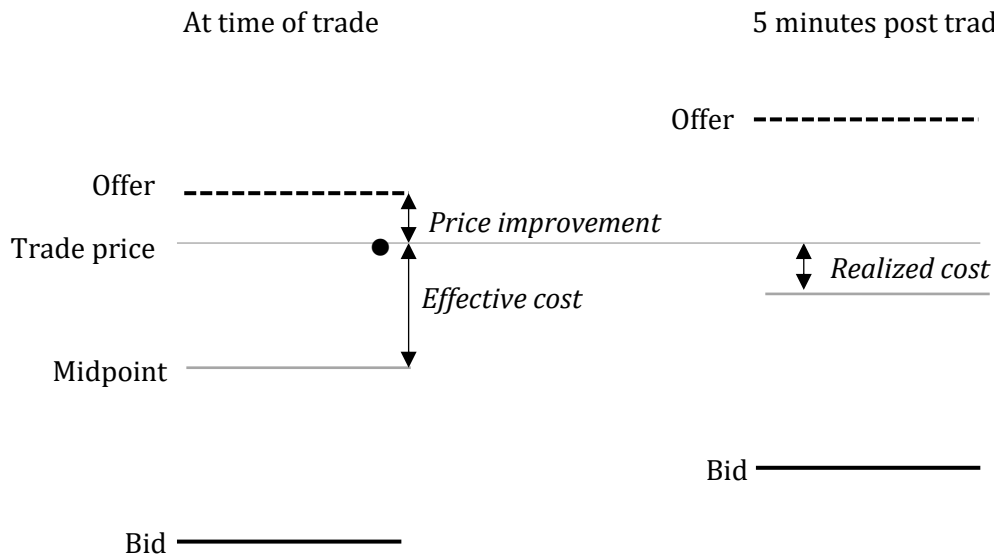 At time of trade
5 minutes post trad
Offer
Offer
Price improvement
Trade price
Realized cost
Effective cost
Midpoint
Bid
Bid